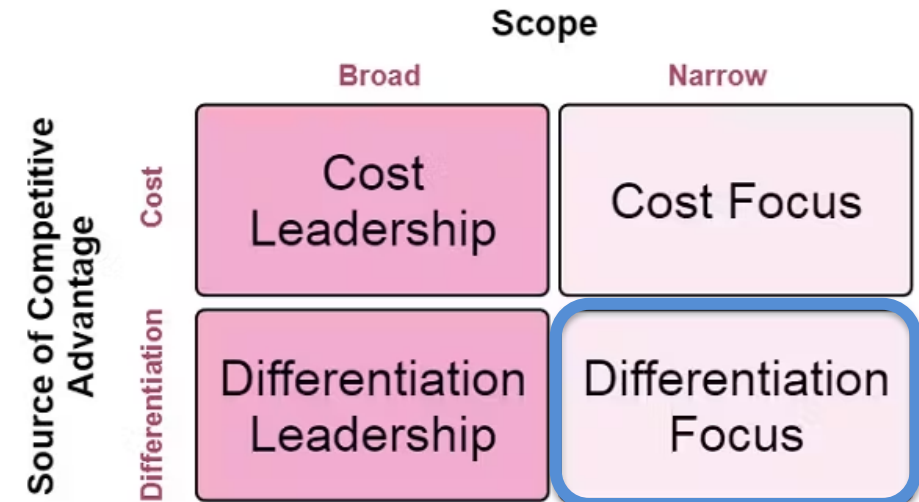 Scope
Broad
Narrow
Source of Competitive
Advantage
Cost
Cost
Leadership
Cost Focus
Differentiation
Differentiation
Leadership
Differentiation
Focus